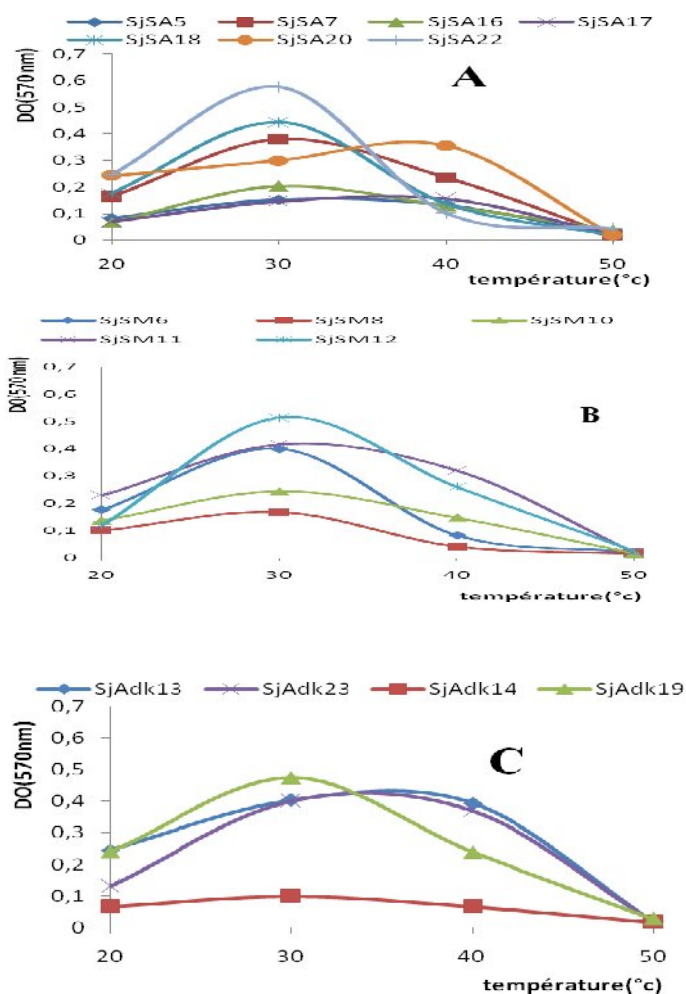 SjSA5 SjSA7 SjSA16 SjSA17
SjSA18 SjSA20 SjSA22
DO(570nm)
A
0,7
0,6
0,5
0,4
0,3
0,2
0,1
0
20 30 40 50
température(°c)
SjSM6 SjSM8 SjSM10
SjSM11 SjSM12
DO(570nm)
B
0,7
0,6
0,5
0,4
0,3
0,2
0,1
0
20 30 40 50
température(°c)
SjAdk13 SjAdk23 SjAdk14 SjAdk19
DO(570nm)
C
0,7
0,6
0,5
0,4
0,3
0,2
0,1
0
20 30 40 50
température(°c)